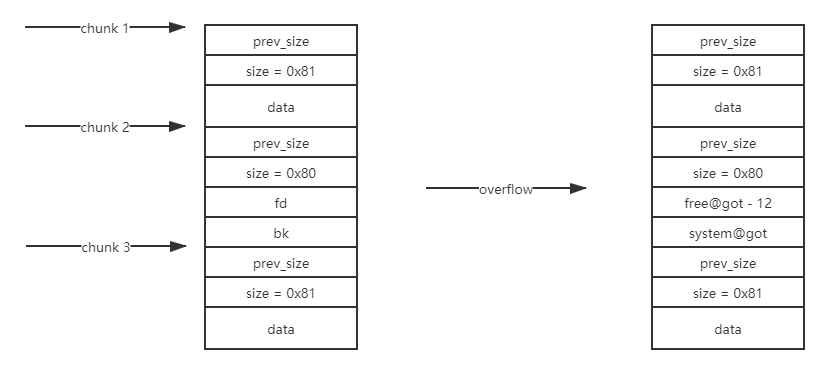 chunk 1
prev_size
size = 0x81
data
chunk 2
prev_size
size = 0x80
fd
bk
chunk 3
prev_size
size = 0x81
data
overflow
prev_size
size = 0x81
data
prev_size
size = 0x80
free@got - 12
system@got
prev_size
size = 0x81
data